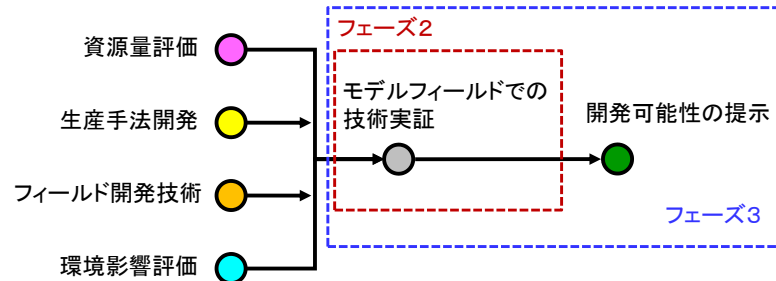 フェーズ2
資源量評価
モデルフィールドでの
技術実証
生産手法開発
開発可能性の提示
フィールド開発技術
フェーズ3
環境影響評価